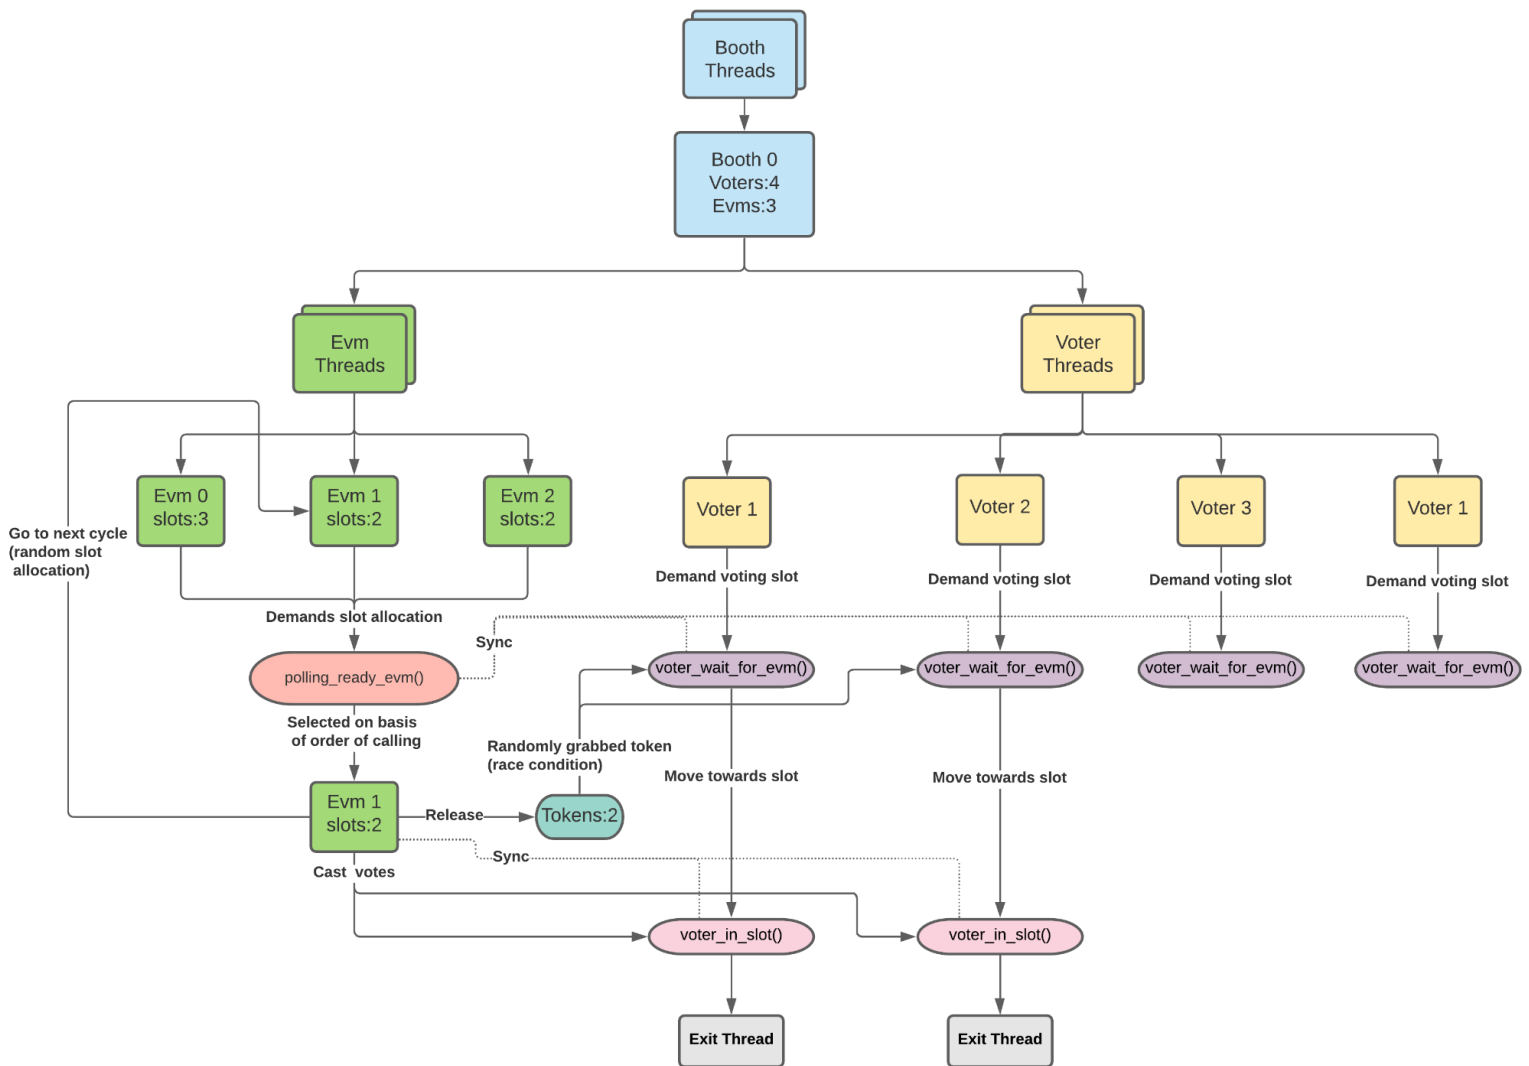 Booth
Threads
Booth 0
Voters:4
Evms:3
Evm
Threads
Voter
Threads
Evm 0
slots:3
Evm 1
slots:2
Evm 2
slots:2
Voter 1
Voter 2
Voter 3
Voter 1
Go to next cycle
(random slot
allocation)
Demand voting slot
Demand voting slot
Demand voting slot
Demand voting slot
Demands slot allocation
Sync
polling_ready_evm()
voter_wait_for_evm()
voter_wait_for_evm()
voter_wait_for_evm()
voter_wait_for_evm()
Selected on basis
of order of calling
Randomly grabbed token
(race condition)
Move towards slot
Move towards slot
Evm 1
slots:2
Release
Tokens:2
Sync
Cast votes
voter_in_slot()
voter_in_slot()
Exit Thread
Exit Thread